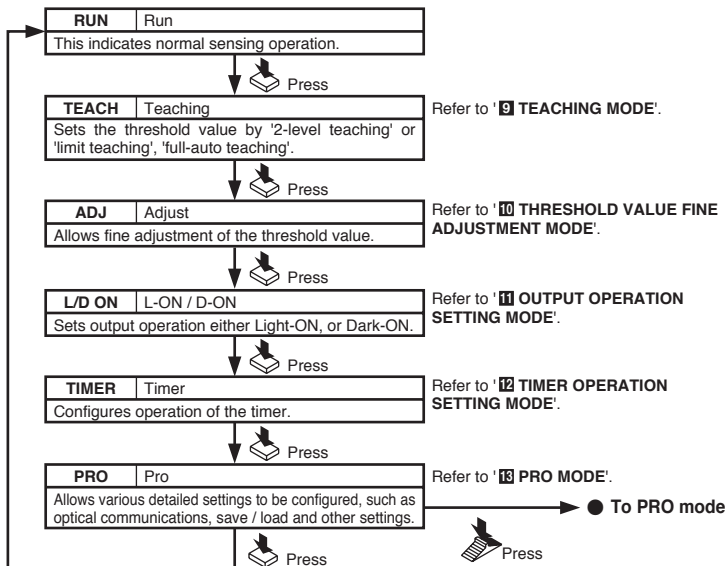 RUN Run
This indicates normal sensing operation.
Press
TEACH Teaching
Sets the threshold value by '2-level teaching' or
'limit teaching', 'full-auto teaching'.
Refer to '9 TEACHING MODE'.
Press
ADJ Adjust
Allows fine adjustment of the threshold value.
Refer to '10 THRESHOLD VALUE FINE
ADJUSTMENT MODE'.
Press
L/D ON L-ON / D-ON
Sets output operation either Light-ON, or Dark-ON.
Refer to '11 OUTPUT OPERATION
SETTING MODE'.
Press
TIMER Timer
Configures operation of the timer.
Refer to '12 TIMER OPERATION
SETTING MODE'.
Press
PRO Pro
Allows various detailed settings to be configured, such as
optical communications, save / load and other settings.
Refer to '13 PRO MODE'.
To PRO mode
Press
Press